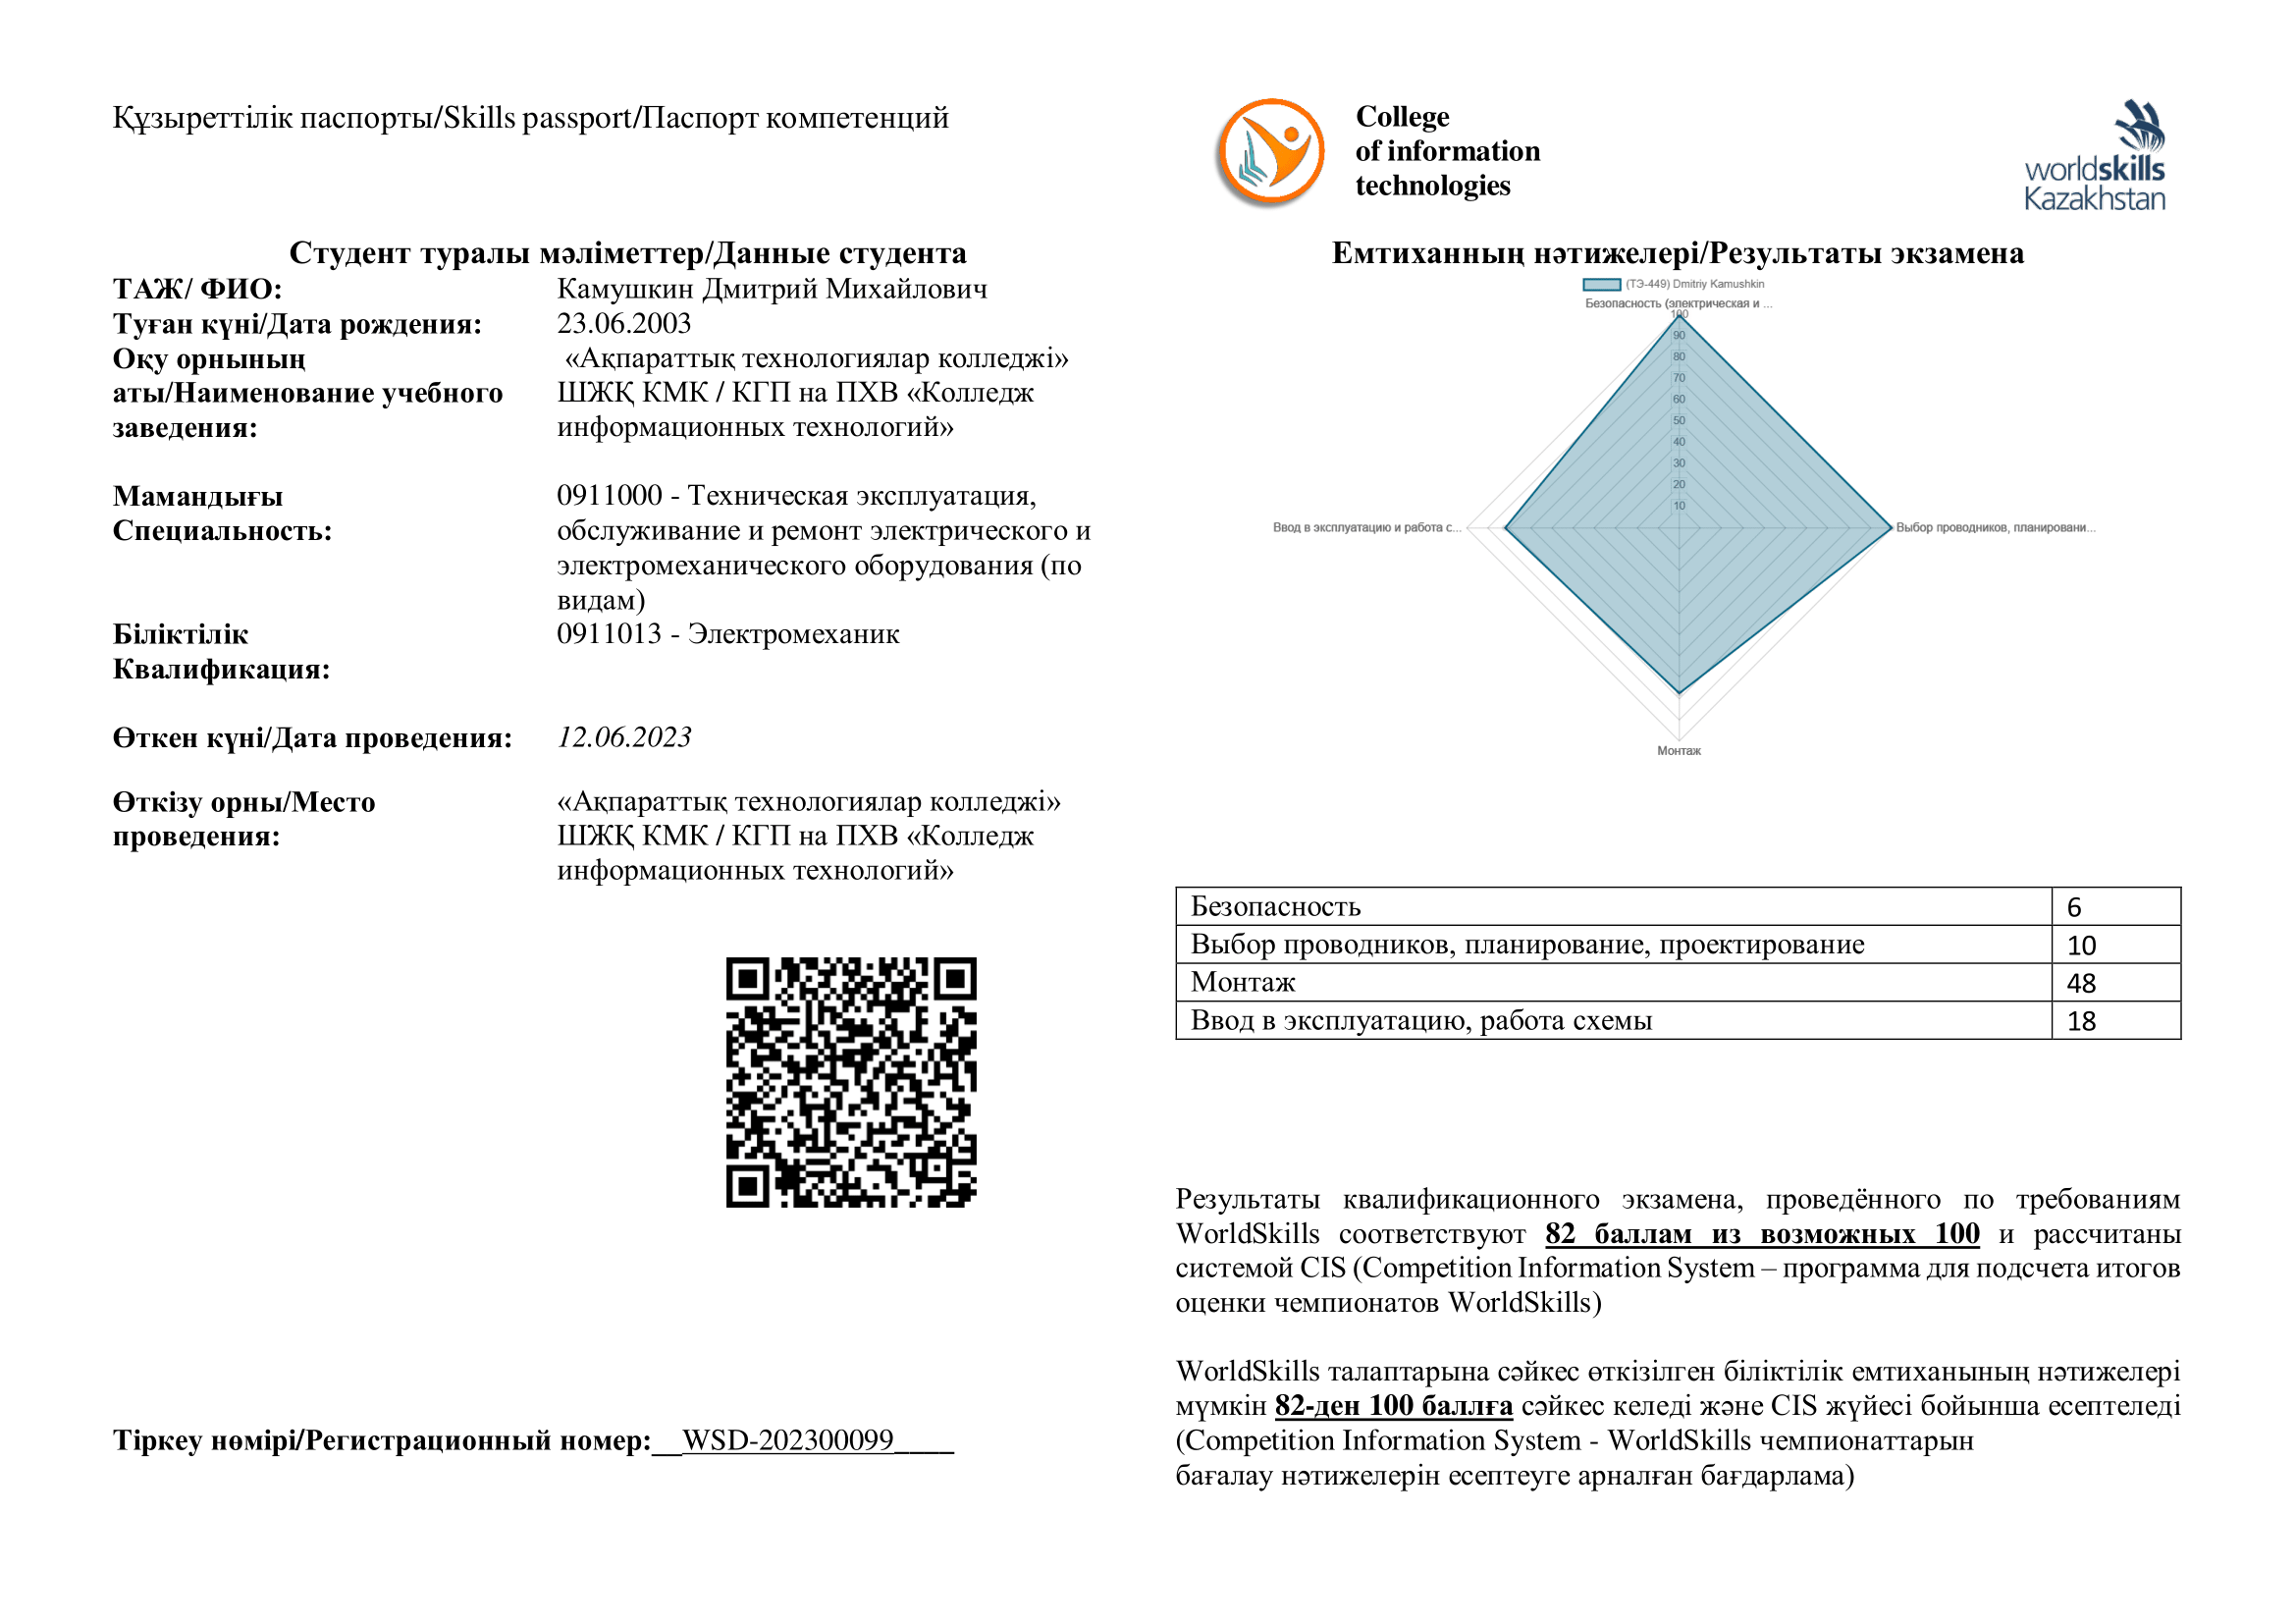 Құзыреттілік паспорты/Skills passport/Паспорт компетенций
Студент туралы мәліметтер/Данные студента
ТАЖ/ ФИО: Камушкин Дмитрий Михайлович
Туған күні/Дата рождения: 23.06.2003
Оқу орнының «Ақпараттық технологиялар колледжі»
аты/Наименование учебного ШЖҚ КМК / КГП на ПХВ «Колледж
заведения: информационных технологий»
Мамандығы 0911000 - Техническая эксплуатация,
Специальность: обслуживание и ремонт электрического и
электромеханического оборудования (по
видам)
Біліктілік 0911013 - Электромеханик
Квалификация:
Өткен күні/Дата проведения: 12.06.2023
Өткізу орны/Место «Ақпараттық технологиялар колледжі»
проведения: ШЖҚ КМК / КГП на ПХВ «Колледж
информационных технологий»
Тіркеу нөмірі/Регистрационный номер:__WSD-202300099____
College
of information
technologies
worldskills
Kazakhstan
Емтиханның нәтижелері/Результаты экзамена
(ТЭ-449) Dmitriy Kamushkin
Безопасность (электрическая и ...
100
90
80
70
60
50
40
30
20
10
Ввод в эксплуатацию и работа с...
Выбор проводников, планировани...
Монтаж
Безопасность 6
Выбор проводников, планирование, проектирование 10
Монтаж 48
Ввод в эксплуатацию, работа схемы 18
Результаты квалификационного экзамена, проведённого по требованиям
WorldSkills соответствуют 82 баллам из возможных 100 и рассчитаны
системой CIS (Competition Information System – программа для подсчета итогов
оценки чемпионатов WorldSkills)
WorldSkills талаптарына сәйкес өткізілген біліктілік емтиханының нәтижелері
мүмкін 82-ден 100 баллға сәйкес келеді және CIS жүйесі бойынша есептеледі
(Competition Information System - WorldSkills чемпионаттарын
бағалау нәтижелерін есептеуге арналған бағдарлама)